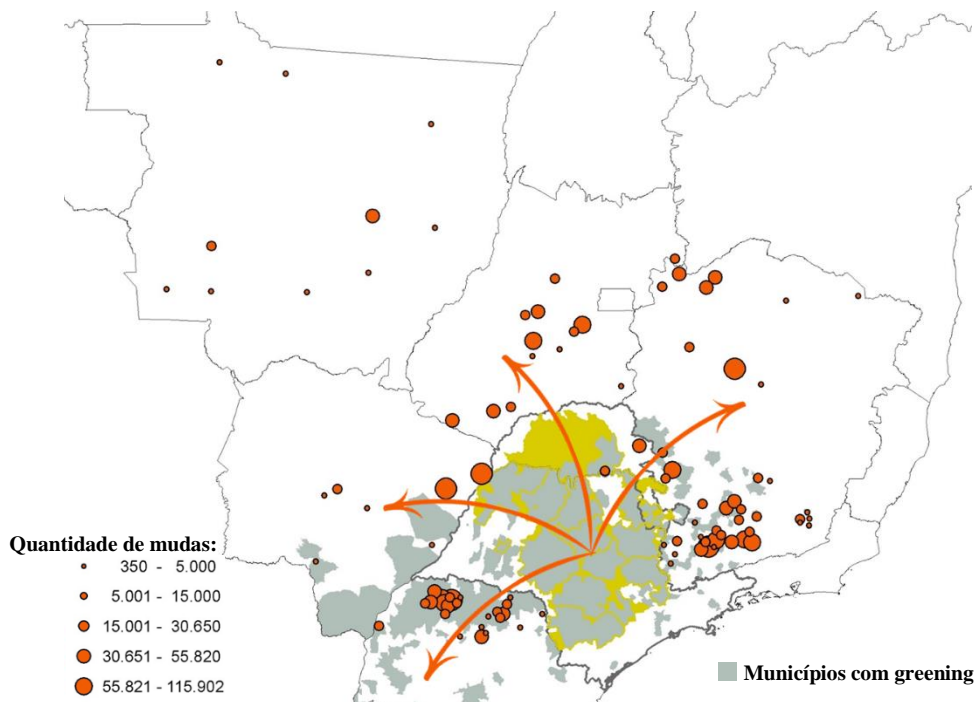 Quantidade de mudas:
350 - 5.000
5.001 - 15.000
15.001 - 30.650
30.651 - 55.820
55.821 - 115.902
Municípios com greening